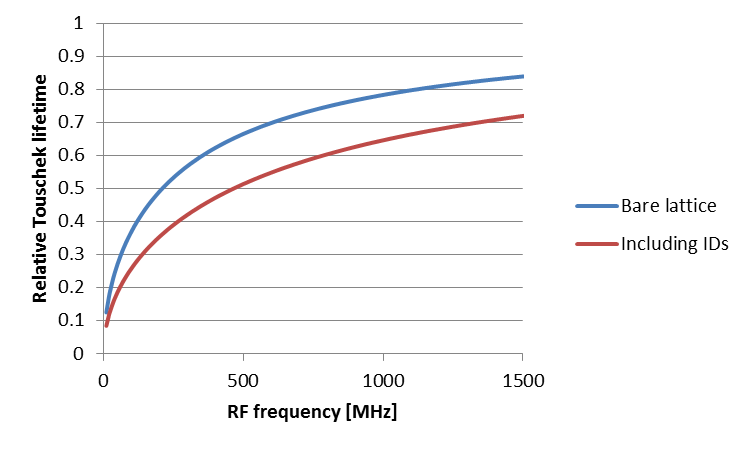 1
0.9
0.8
0.7
0.6
0.5
0.4
0.3
0.2
0.1
0
Relative Touschek lifetime
0 500 1000 1500
RF frequency [MHz]
Bare lattice
Including IDs